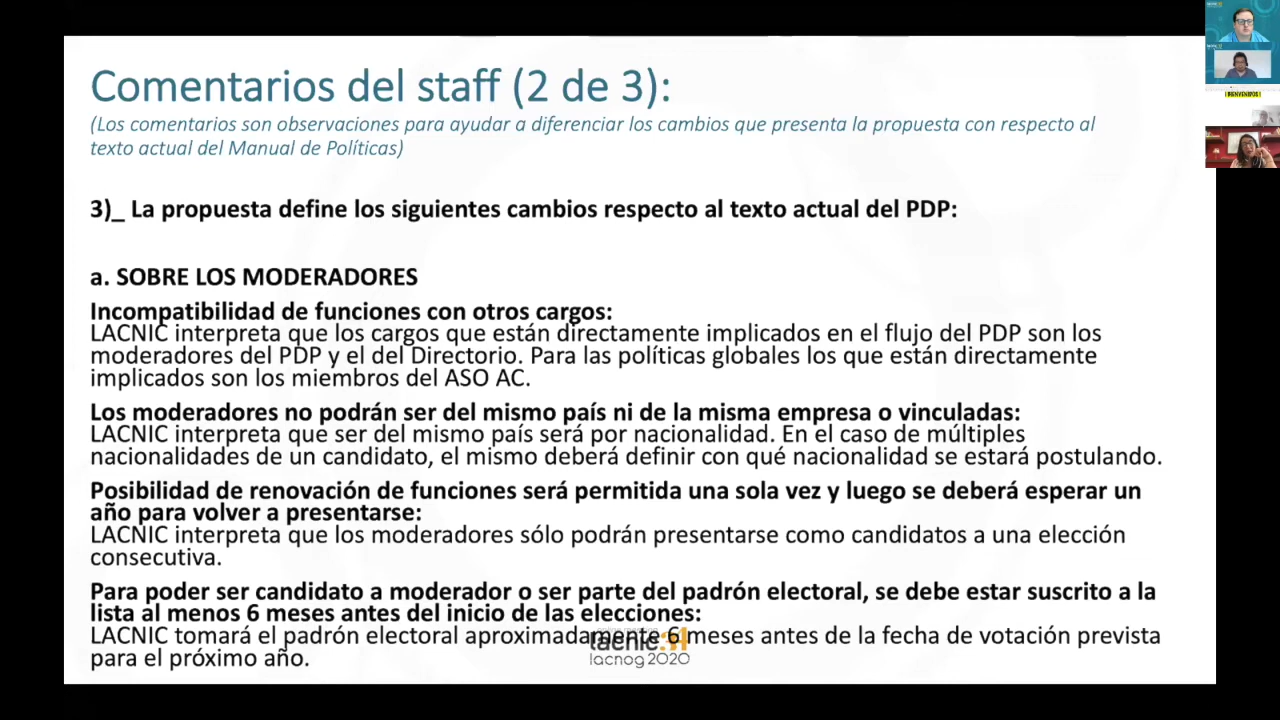 Comentarios del staff (2 de 3):
(Los comentarios son observaciones para ayudar a diferenciar los cambios que presenta la propuesta con respecto al
texto actual del Manual de Políticas)
3)_ La propuesta define los siguientes cambios respecto al texto actual del PDP:
a. SOBRE LOS MODERADORES
Incompatibilidad de funciones con otros cargos:
LACNIC interpreta que los cargos que están directamente implicados en el flujo del PDP son los
moderadores del PDP y el del Directorio. Para las políticas globales los que están directamente
implicados son los miembros del ASO AC.
Los moderadores no podrán ser del mismo país ni de la misma empresa o vinculadas:
LACNIC interpreta que ser del mismo país será por nacionalidad. En el caso de múltiples
nacionalidades de un candidato, el mismo deberá definir con qué nacionalidad se estará postulando.
Posibilidad de renovación de funciones será permitida una sola vez y luego se deberá esperar un
año para volver a presentarse:
LACNIC interpreta que los moderadores sólo podrán presentarse como candidatos a una elección
consecutiva.
Para poder ser candidato a moderador o ser parte del padrón electoral, se debe estar suscrito a la
lista al menos 6 meses antes del inicio de las elecciones:
LACNIC tomará el padrón electoral aproximadamente 6 meses antes de la fecha de votación prevista
para el próximo año.
lacnic 34
lacnog 2020
¡BIENVENIDOS!